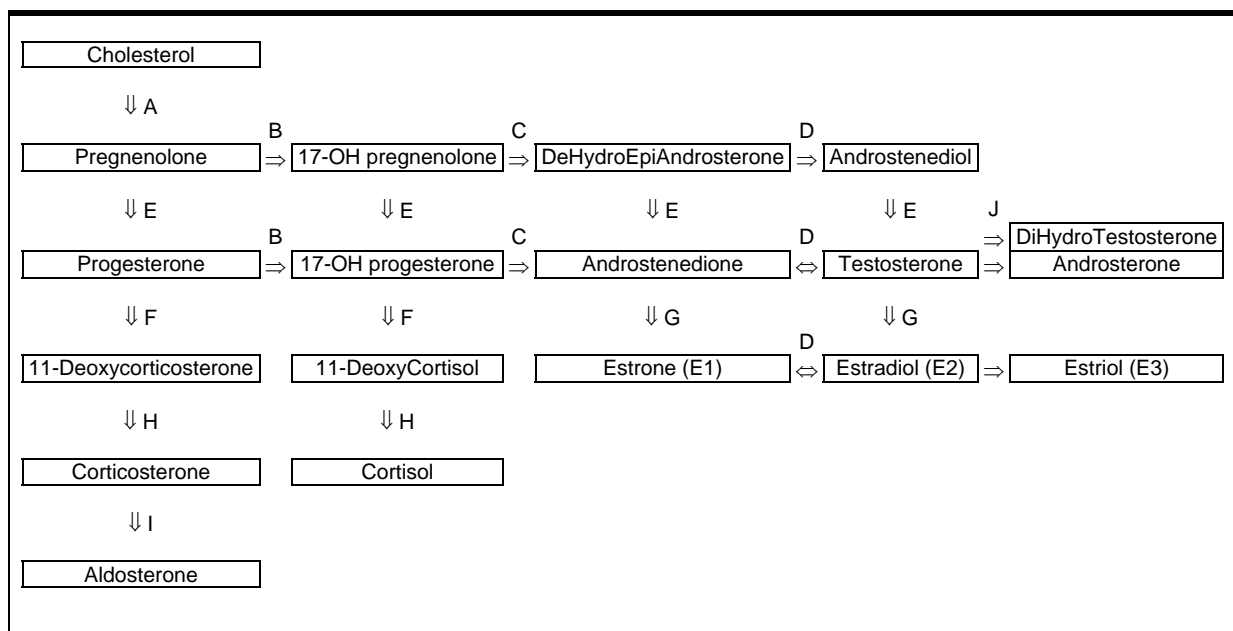 Cholesterol
⇓ A
B C D
Pregnenolone ⇒ 17-OH pregnenolone ⇒ DeHydroEpiAndrosterone ⇒ Androstenediol
⇓ E ⇓ E ⇓ E ⇓ E J
B C D ⇒ DiHydroTestosterone
Progesterone ⇒ 17-OH progesterone ⇒ Androstenedione ⇔ Testosterone ⇒ Androsterone
⇓ F ⇓ F ⇓ G ⇓ G
D
11-Deoxycorticosterone 11-DeoxyCortisol Estrone (E1) ⇔ Estradiol (E2) ⇒ Estriol (E3)
⇓ H ⇓ H
Corticosterone Cortisol
⇓ I
Aldosterone